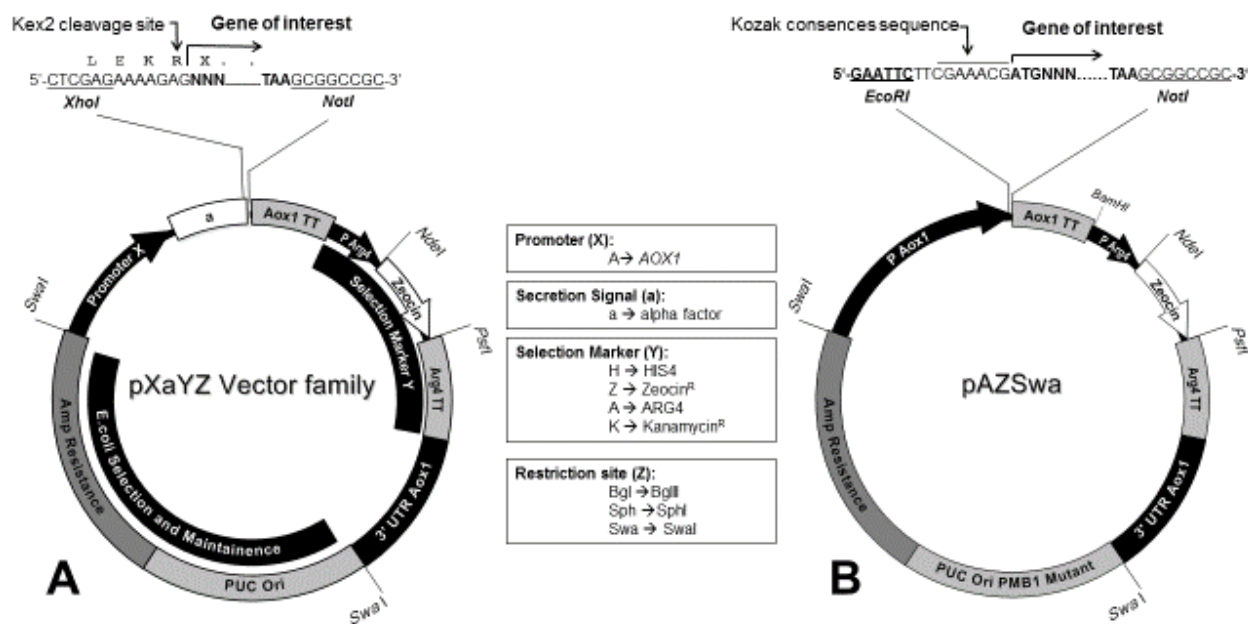 Kex2 cleavage site
Gene of interest
L E K R X . .
5'-CTCGAGAAAAGAGNNN......TAAGCGGCCGC-3'
XhoI
NotI
a
Aox1 TT
P Arg4
NdeI
Promoter X
Selection Marker Y
Zeocin
SwaI
PstI
pXaYZ Vector family
Arg4 TT
Amp Resistance
E.coli Selection and Maintainence
3' UTR Aox1
PUC Ori
SwaI
A
Promoter (X):
A→ AOX1
Secretion Signal (a):
a → alpha factor
Selection Marker (Y):
H → HIS4
Z → Zeocinᴿ
A → ARG4
K → Kanamycinᴿ
Restriction site (Z):
Bgl →BglII
Sph →SphI
Swa → SwaI
Kozak consences sequence
Gene of interest
5'-GAATTCTTCGAAACGATGNNN......TAAGCGGCCGC-3'
EcoRI
NotI
Aox1 TT
BamHI
P Arg4
NdeI
P Aox1
Zeocin
SwaI
PstI
pAZSwa
Arg4 TT
Amp Resistance
3' UTR Aox1
PUC Ori PMB1 Mutant
SwaI
B